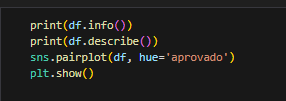 print(df.info())
print(df.describe())
sns.pairplot(df, hue='aprovado')
plt.show()